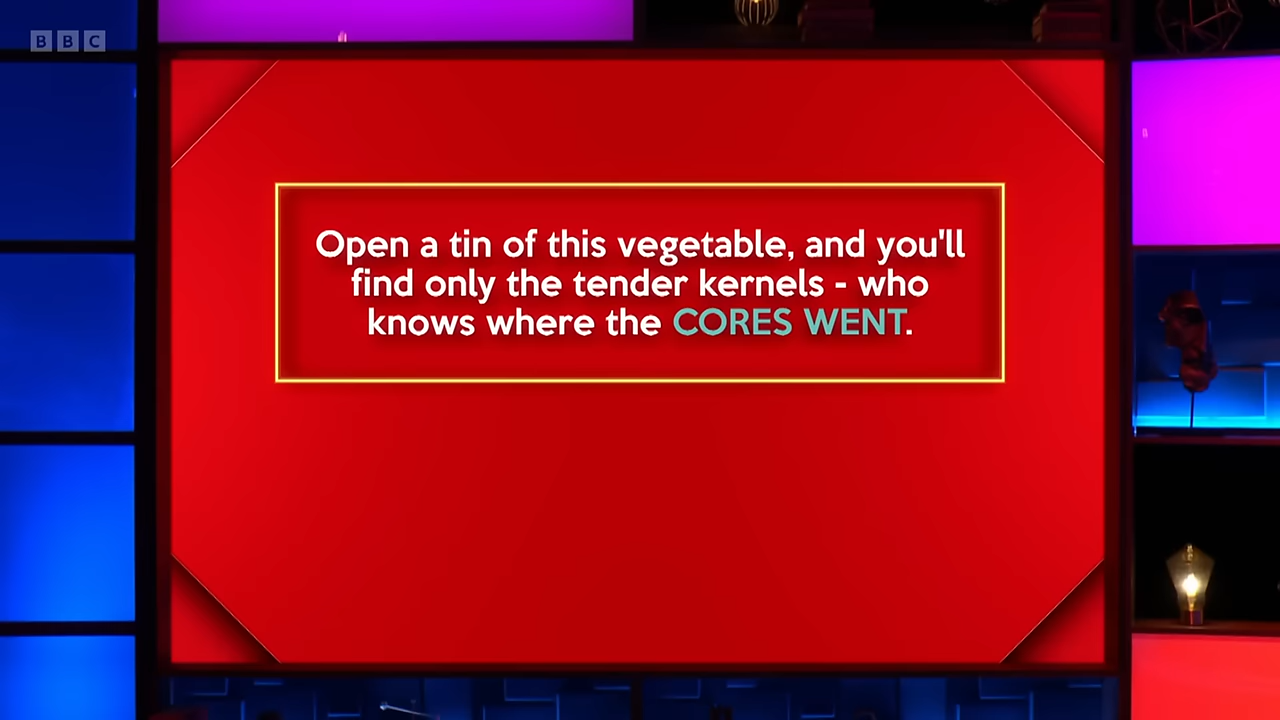 BBC
Open a tin of this vegetable, and you'll
find only the tender kernels - who
knows where the CORES WENT.